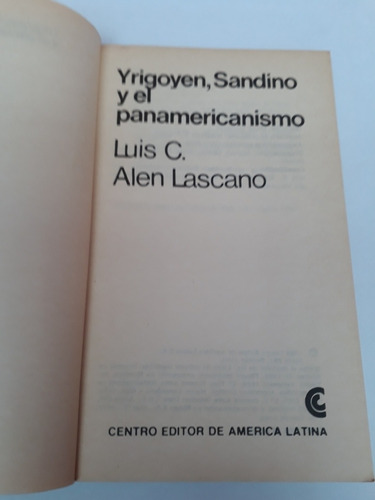 Yrigoyen, Sandino
y el
panamericanismo
Luis C.
Alen Lascano
CENTRO EDITOR DE AMERICA LATINA